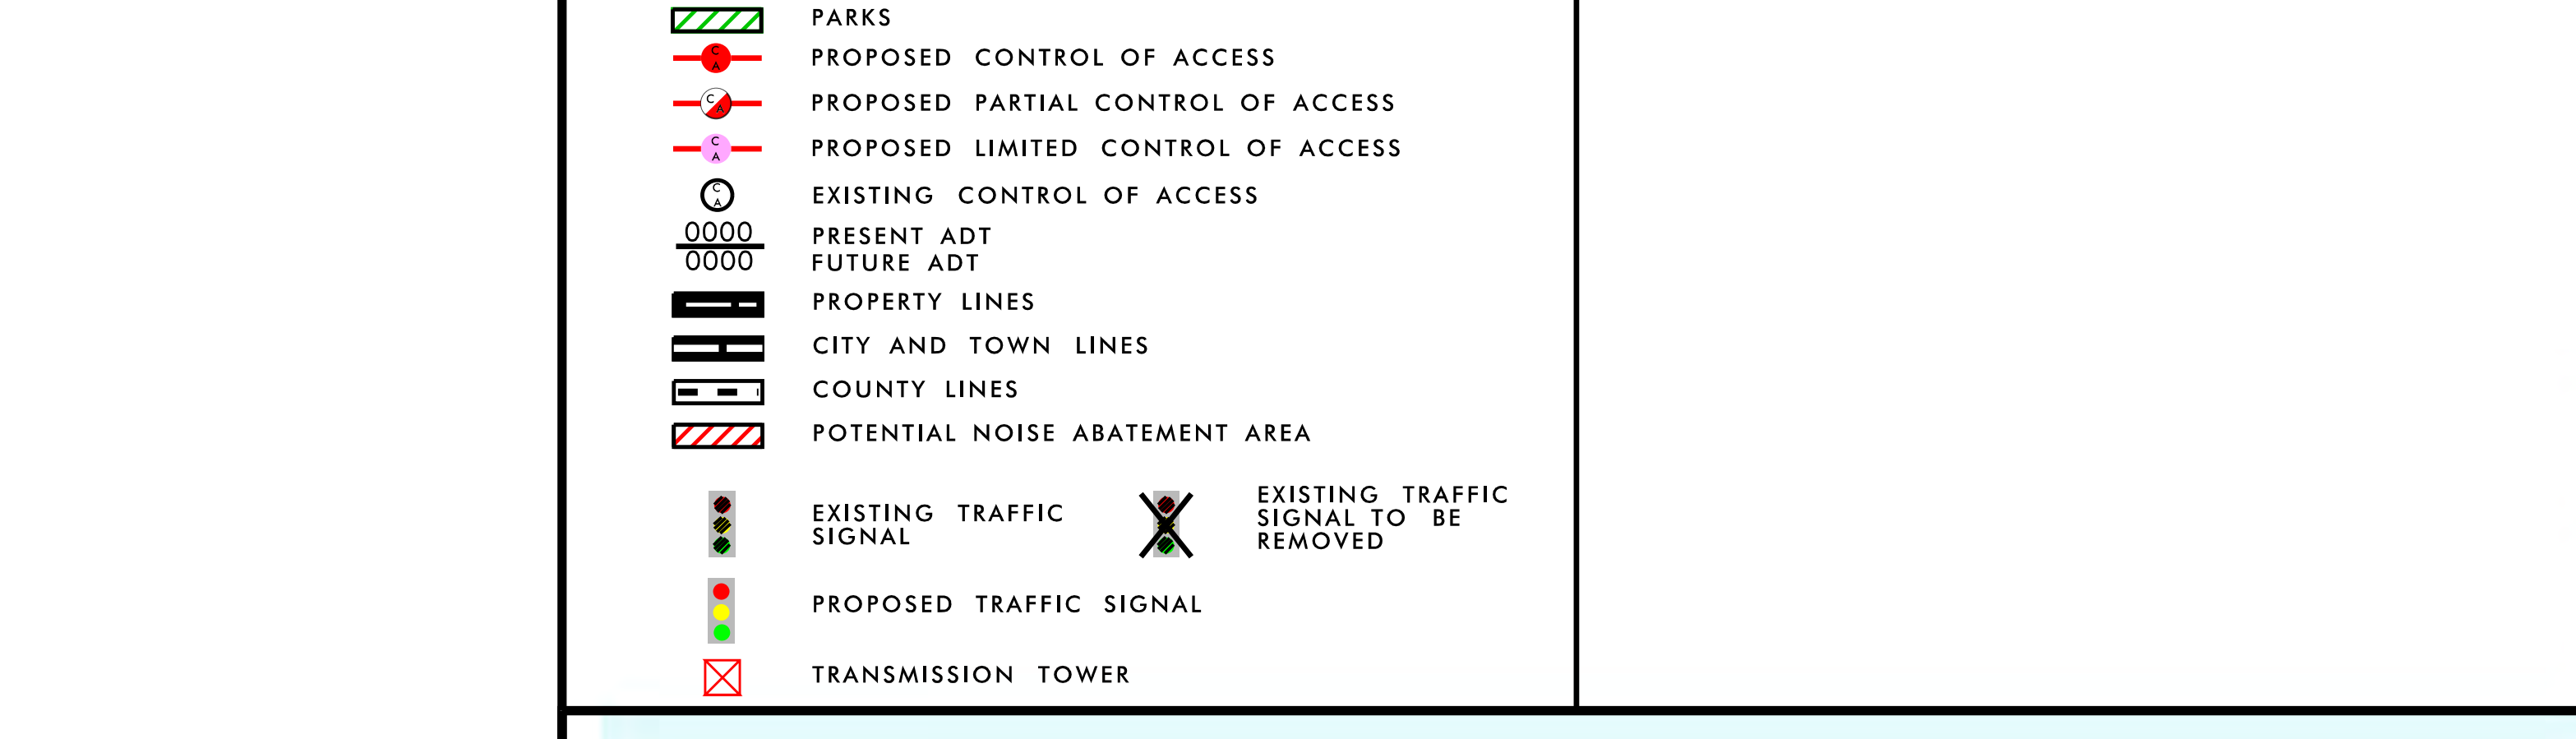 PARKS
C
A
PROPOSED CONTROL OF ACCESS
C
A
PROPOSED PARTIAL CONTROL OF ACCESS
C
A
PROPOSED LIMITED CONTROL OF ACCESS
C
A
EXISTING CONTROL OF ACCESS
0000
PRESENT ADT
0000
FUTURE ADT
PROPERTY LINES
CITY AND TOWN LINES
COUNTY LINES
POTENTIAL NOISE ABATEMENT AREA
EXISTING TRAFFIC
SIGNAL
EXISTING TRAFFIC
SIGNAL TO BE
REMOVED
PROPOSED TRAFFIC SIGNAL
TRANSMISSION TOWER